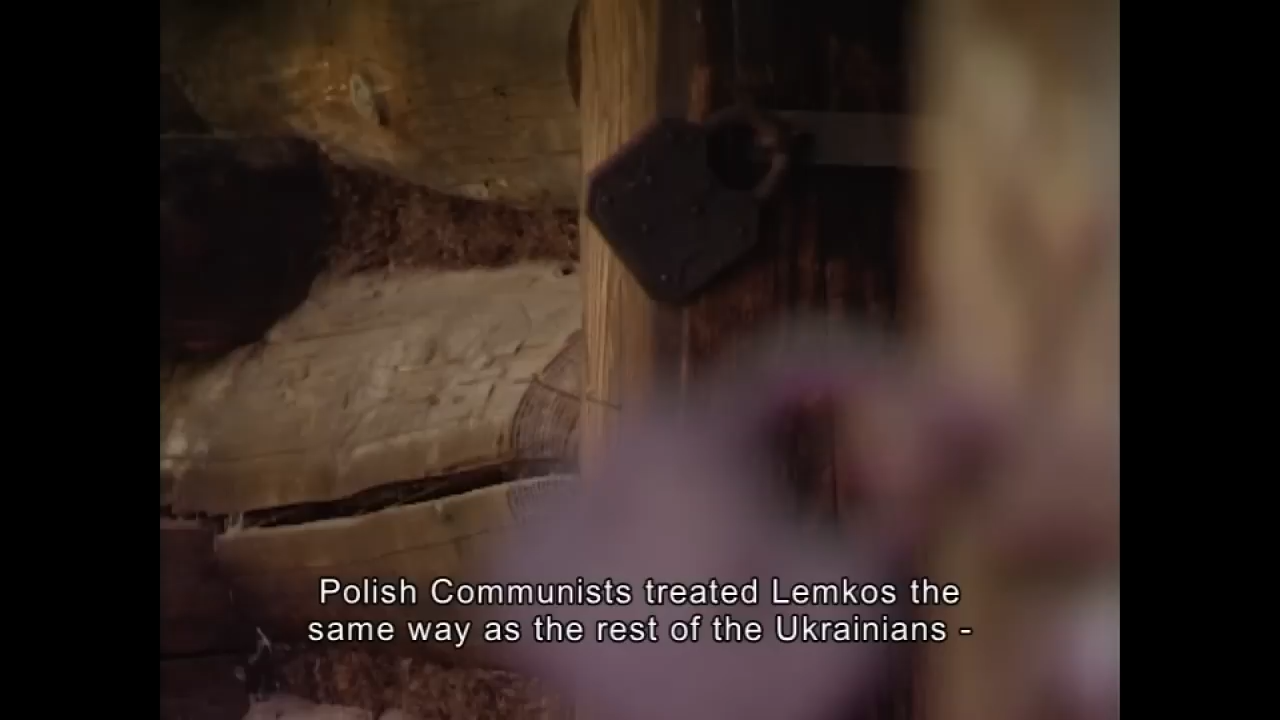 Polish Communists treated Lemkos the
same way as the rest of the Ukrainians -